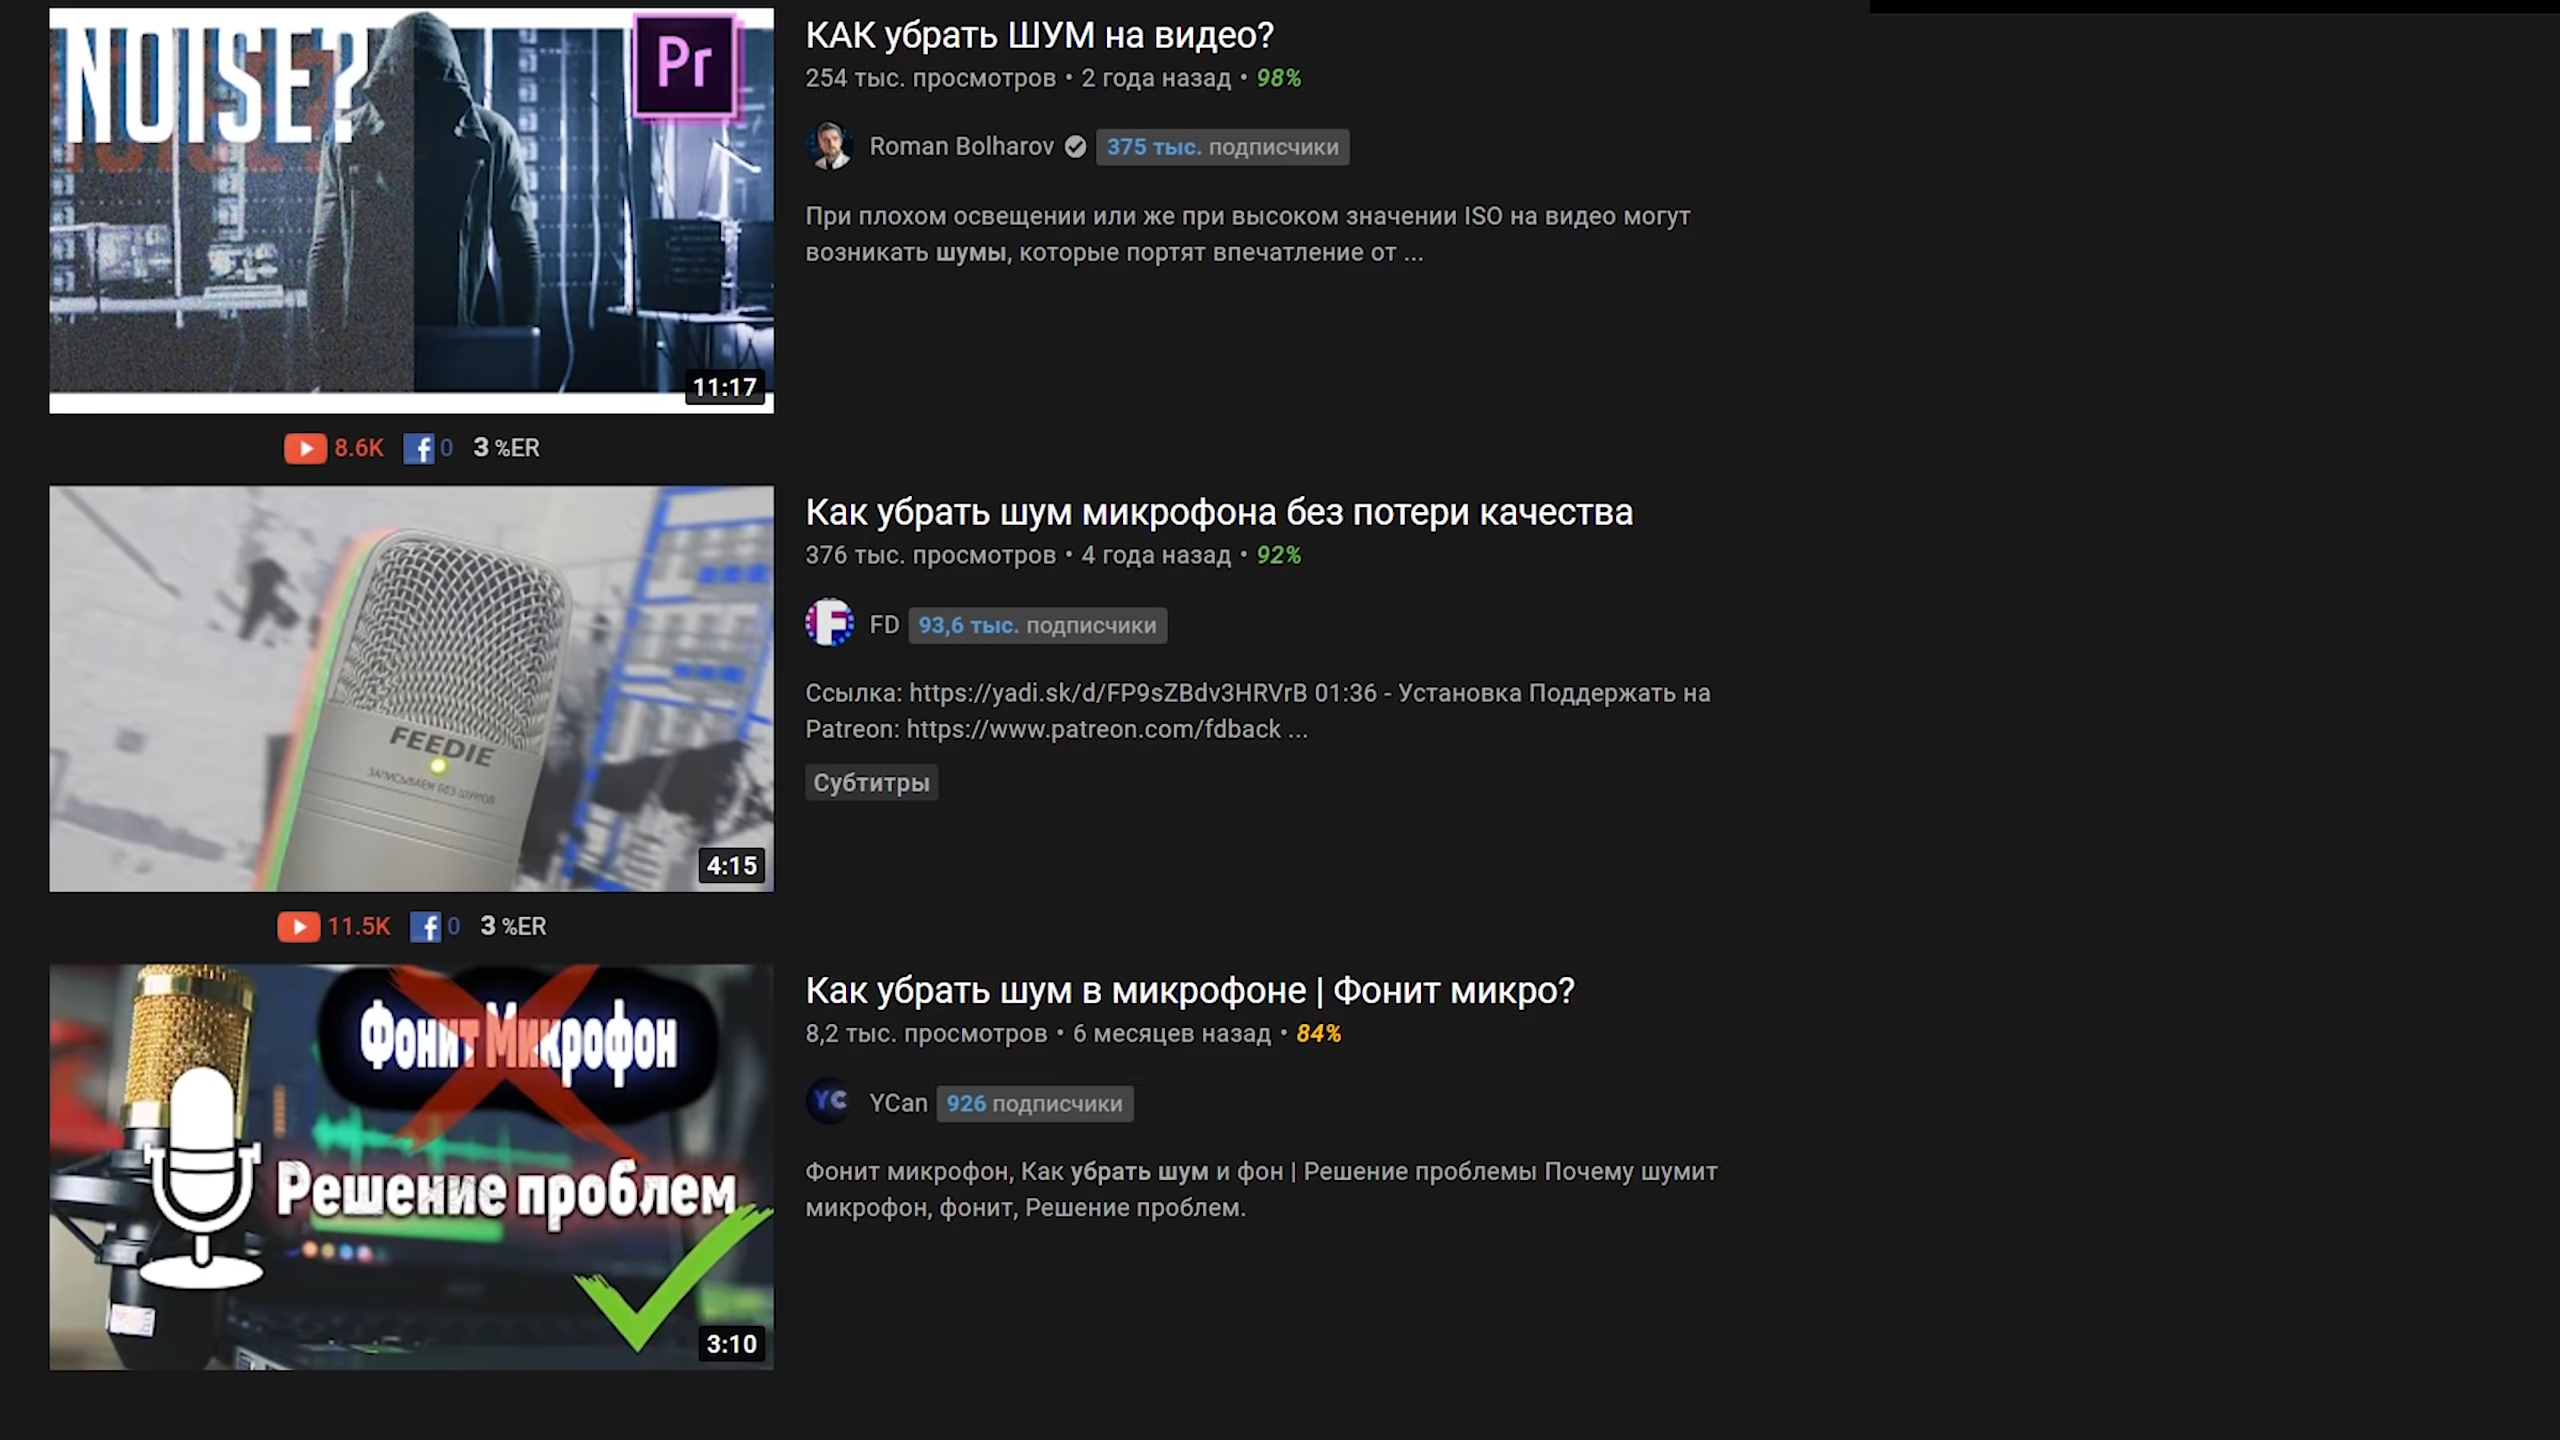 NOISE?
Pr
11:17
КАК убрать ШУМ на видео?
254 тыс. просмотров • 2 года назад • 98%
Roman Bolharov 375 тыс. подписчики
При плохом освещении или же при высоком значении ISO на видео могут
возникать шумы, которые портят впечатление от ...
8.6K f 0 3 %ER
FEEDIE
ЗАПИСЫВАЕМ БЕЗ ШУМОВ
4:15
Как убрать шум микрофона без потери качества
376 тыс. просмотров • 4 года назад • 92%
F FD 93,6 тыс. подписчики
Ссылка: https://yadi.sk/d/FP9sZBdv3HRVrB 01:36 - Установка Поддержать на
Patreon: https://www.patreon.com/fdback ...
Субтитры
11.5K f 0 3 %ER
Фонит Микрофон
Решение проблем
3:10
Как убрать шум в микрофоне | Фонит микро?
8,2 тыс. просмотров • 6 месяцев назад • 84%
YC YCan 926 подписчики
Фонит микрофон, Как убрать шум и фон | Решение проблемы Почему шумит
микрофон, фонит, Решение проблем.